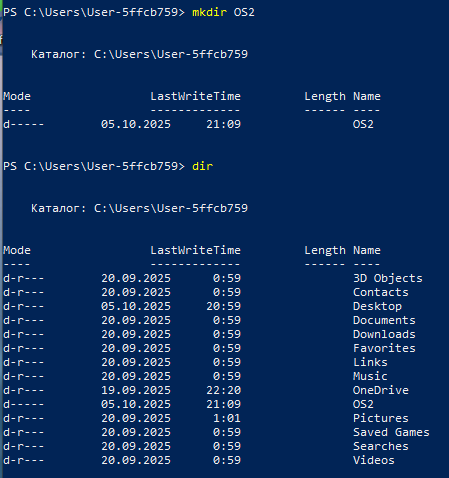 PS C:\Users\User-5ffcb759> mkdir OS2
Каталог: C:\Users\User-5ffcb759
Mode LastWriteTime Length Name
---- ------------- ------ ----
d----- 05.10.2025 21:09 OS2
PS C:\Users\User-5ffcb759> dir
Каталог: C:\Users\User-5ffcb759
Mode LastWriteTime Length Name
---- ------------- ------ ----
d-r--- 20.09.2025 0:59 3D Objects
d-r--- 20.09.2025 0:59 Contacts
d-r--- 05.10.2025 20:59 Desktop
d-r--- 20.09.2025 0:59 Documents
d-r--- 20.09.2025 0:59 Downloads
d-r--- 20.09.2025 0:59 Favorites
d-r--- 20.09.2025 0:59 Links
d-r--- 20.09.2025 0:59 Music
d-r--- 19.09.2025 22:20 OneDrive
d----- 05.10.2025 21:09 OS2
d-r--- 20.09.2025 1:01 Pictures
d-r--- 20.09.2025 0:59 Saved Games
d-r--- 20.09.2025 0:59 Searches
d-r--- 20.09.2025 0:59 Videos